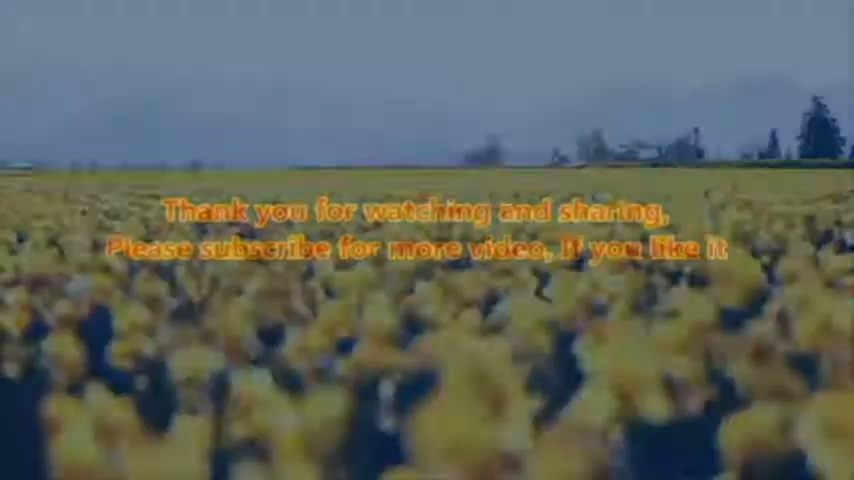 Thank you for watching and sharing,
Please subscribe for more video, If you like it